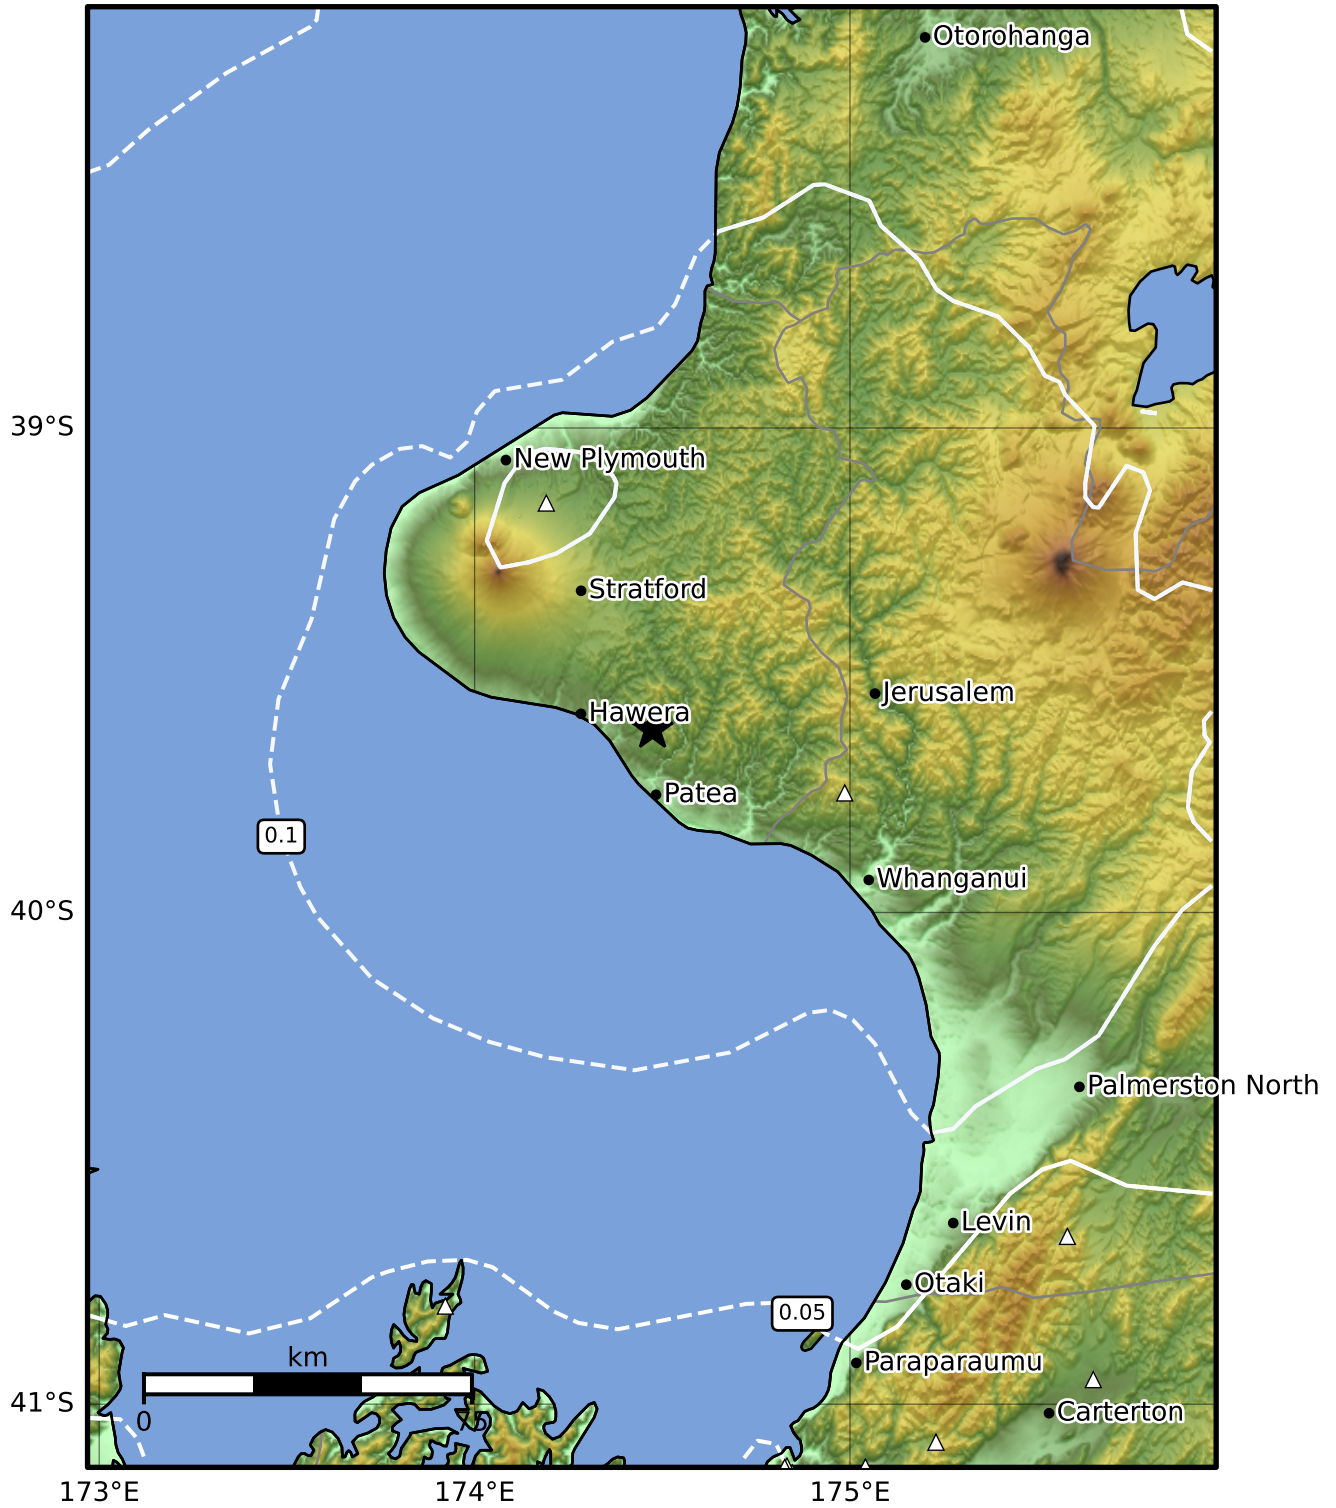 Otorohanga
39°S
New Plymouth
Stratford
Jerusalem
Hawera
Patea
0.1
Whanganui
40°S
Palmerston North
Levin
Otaki
0.05
km
Paraparaumu
41°S
0
75
Carterton
173°E
174°E
175°E